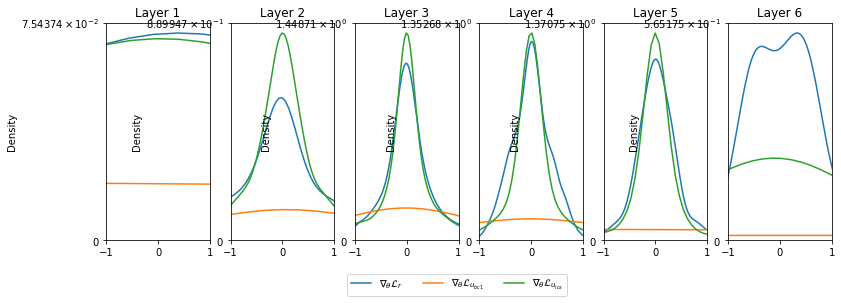 Layer 1 Layer 2 Layer 3 Layer 4 Layer 5 Layer 6
7.54374 × 10⁻² 8.89947 × 10⁻¹ 1.44871 × 10⁰ 1.35268 × 10⁰ 1.37075 × 10⁰ 5.65175 × 10⁻¹
Density Density Density Density Density Density
0 0 0 0 0 0
−1 0 1 −1 0 1 −1 0 1 −1 0 1 −1 0 1 −1 0 1
∇θℒr ∇θℒu_bc1 ∇θℒu_ics